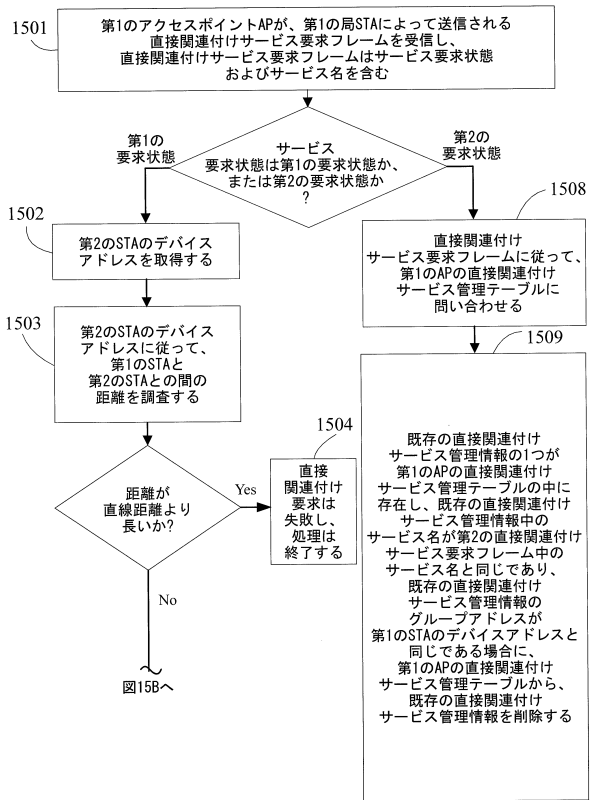 1501
第1のアクセスポイントAPが、第1の局STAによって送信される
直接関連付けサービス要求フレームを受信し、
直接関連付けサービス要求フレームはサービス要求状態
およびサービス名を含む
第1の
要求状態
サービス
要求状態は第1の要求状態か、
または第2の要求状態か
?
第2の
要求状態
1502
第2のSTAのデバイス
アドレスを取得する
1508
直接関連付け
サービス要求フレームに従って、
第1のAPの直接関連付け
サービス管理テーブルに
問い合わせる
1503
第2のSTAのデバイス
アドレスに従って、
第1のSTAと
第2のSTAとの間の
距離を調査する
1509
既存の直接関連付け
サービス管理情報の1つが
第1のAPの直接関連付け
サービス管理テーブルの中に
存在し、既存の直接関連付け
サービス管理情報中の
サービス名が第2の直接関連付け
サービス要求フレーム中の
サービス名と同じであり、
既存の直接関連付け
サービス管理情報の
グループアドレスが
第1のSTAのデバイスアドレスと
同じである場合に、
第1のAPの直接関連付け
サービス管理テーブルから、
既存の直接関連付け
サービス管理情報を削除する
距離が
直線距離より
長いか?
Yes
1504
直接
関連付け
要求は
失敗し、
処理は
終了する
No
図15Bへ